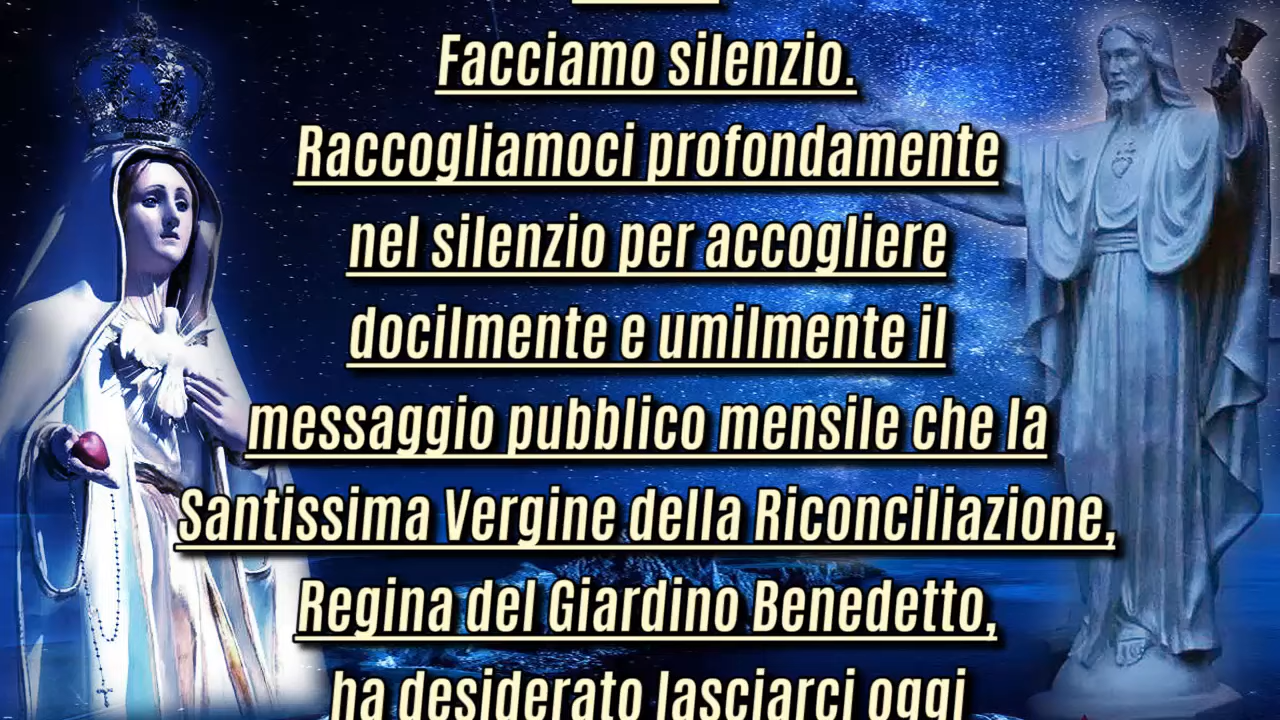 Facciamo silenzio.
Raccogliamoci profondamente
nel silenzio per accogliere
docilmente e umilmente il
messaggio pubblico mensile che la
Santissima Vergine della Riconciliazione,
Regina del Giardino Benedetto,
ha desiderato lasciarci oggi